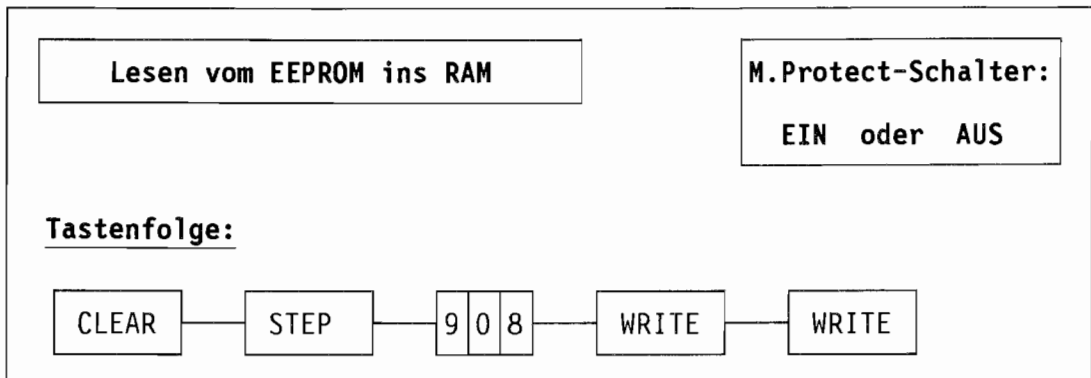 Lesen vom EEPROM ins RAM
M.Protect-Schalter:
EIN oder AUS
Tastenfolge:
CLEAR STEP 9 0 8 WRITE WRITE